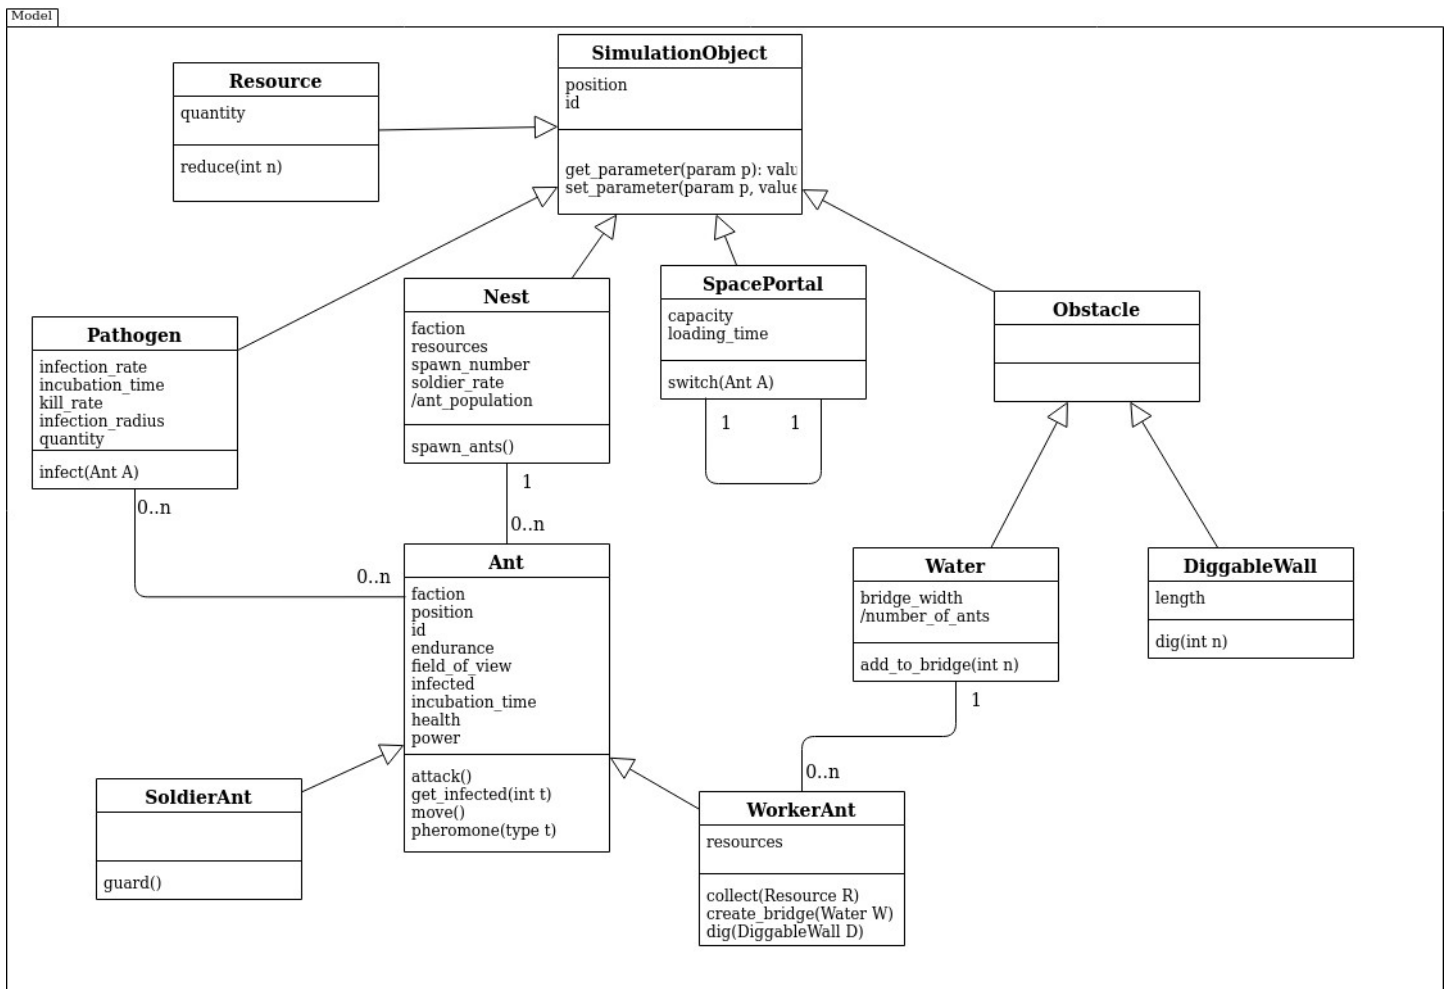 Model
SimulationObject
position
id
get_parameter(param p): valu
set_parameter(param p, value
Resource
quantity
reduce(int n)
Pathogen
infection_rate
incubation_time
kill_rate
infection_radius
quantity
infect(Ant A)
0..n
0..n
Nest
faction
resources
spawn_number
soldier_rate
/ant_population
spawn_ants()
1
0..n
SpacePortal
capacity
loading_time
switch(Ant A)
1
1
Obstacle
Ant
faction
position
id
endurance
field_of_view
infected
incubation_time
health
power
attack()
get_infected(int t)
move()
pheromone(type t)
Water
bridge_width
/number_of_ants
add_to_bridge(int n)
1
0..n
DiggableWall
length
dig(int n)
SoldierAnt
guard()
WorkerAnt
resources
collect(Resource R)
create_bridge(Water W)
dig(DiggableWall D)